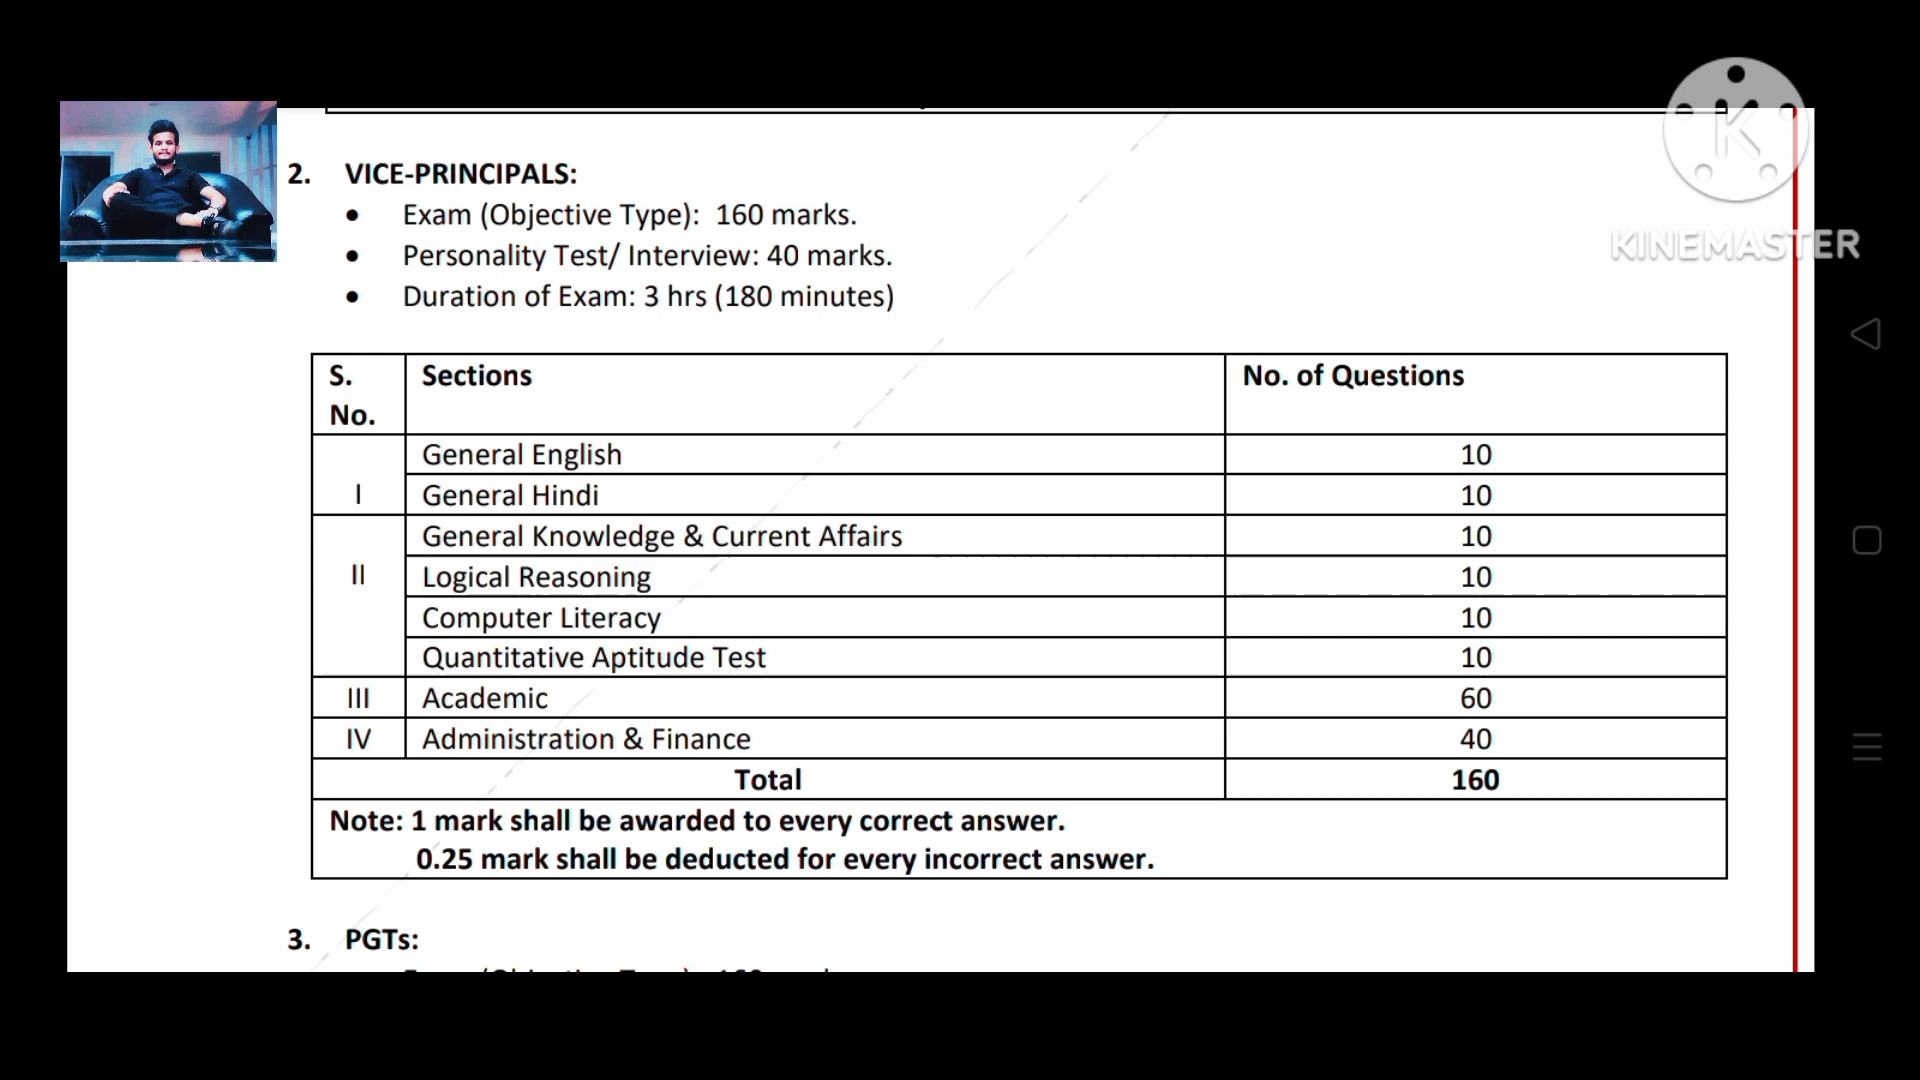 2. VICE-PRINCIPALS:
• Exam (Objective Type): 160 marks.
• Personality Test/ Interview: 40 marks.
• Duration of Exam: 3 hrs (180 minutes)
S. No. Sections No. of Questions
I General English 10
General Hindi 10
II General Knowledge & Current Affairs 10
Logical Reasoning 10
Computer Literacy 10
Quantitative Aptitude Test 10
III Academic 60
IV Administration & Finance 40
Total 160
Note: 1 mark shall be awarded to every correct answer.
0.25 mark shall be deducted for every incorrect answer.
3. PGTs:
K
KINEMASTER